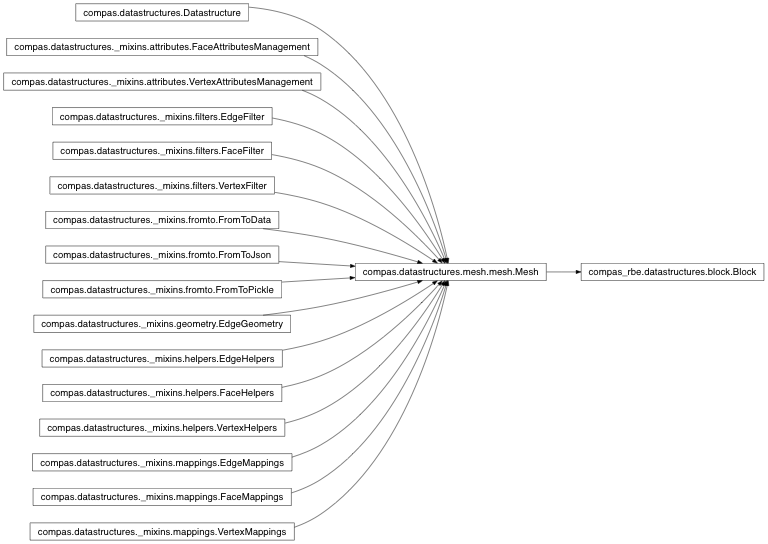 compas.datastructures.Datastructure
compas.datastructures._mixins.attributes.FaceAttributesManagement
compas.datastructures._mixins.attributes.VertexAttributesManagement
compas.datastructures._mixins.filters.EdgeFilter
compas.datastructures._mixins.filters.FaceFilter
compas.datastructures._mixins.filters.VertexFilter
compas.datastructures._mixins.fromto.FromToData
compas.datastructures._mixins.fromto.FromToJson
compas.datastructures.mesh.mesh.Mesh
compas_rbe.datastructures.block.Block
compas.datastructures._mixins.fromto.FromToPickle
compas.datastructures._mixins.geometry.EdgeGeometry
compas.datastructures._mixins.helpers.EdgeHelpers
compas.datastructures._mixins.helpers.FaceHelpers
compas.datastructures._mixins.helpers.VertexHelpers
compas.datastructures._mixins.mappings.EdgeMappings
compas.datastructures._mixins.mappings.FaceMappings
compas.datastructures._mixins.mappings.VertexMappings